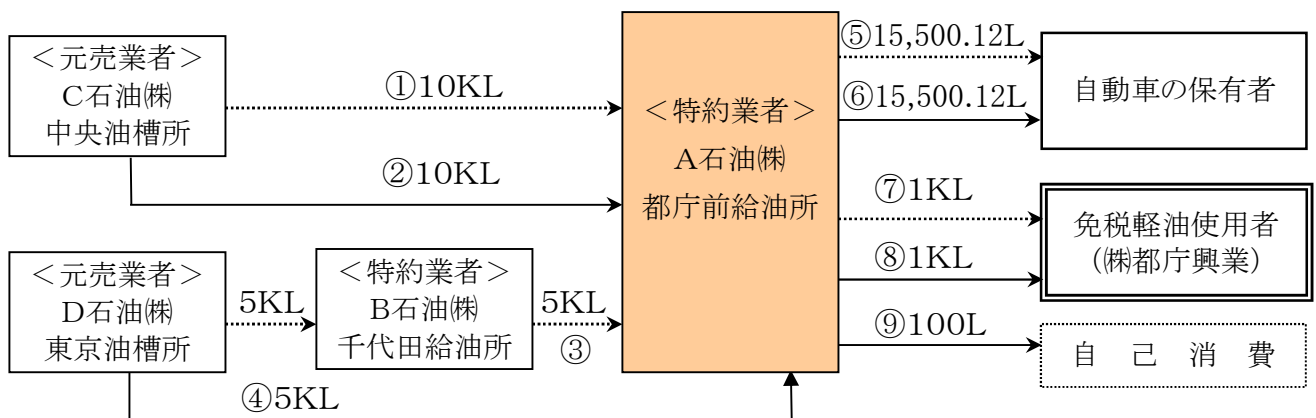 ＜元売業者＞
C石油㈱
中央油槽所
①10KL
②10KL
＜元売業者＞
D石油㈱
東京油槽所
5KL
＜特約業者＞
B石油㈱
千代田給油所
5KL
③
④5KL
＜特約業者＞
A石油㈱
都庁前給油所
⑤15,500.12L
⑥15,500.12L
自動車の保有者
⑦1KL
⑧1KL
免税軽油使用者
（㈱都庁興業）
⑨100L
自　己　消　費